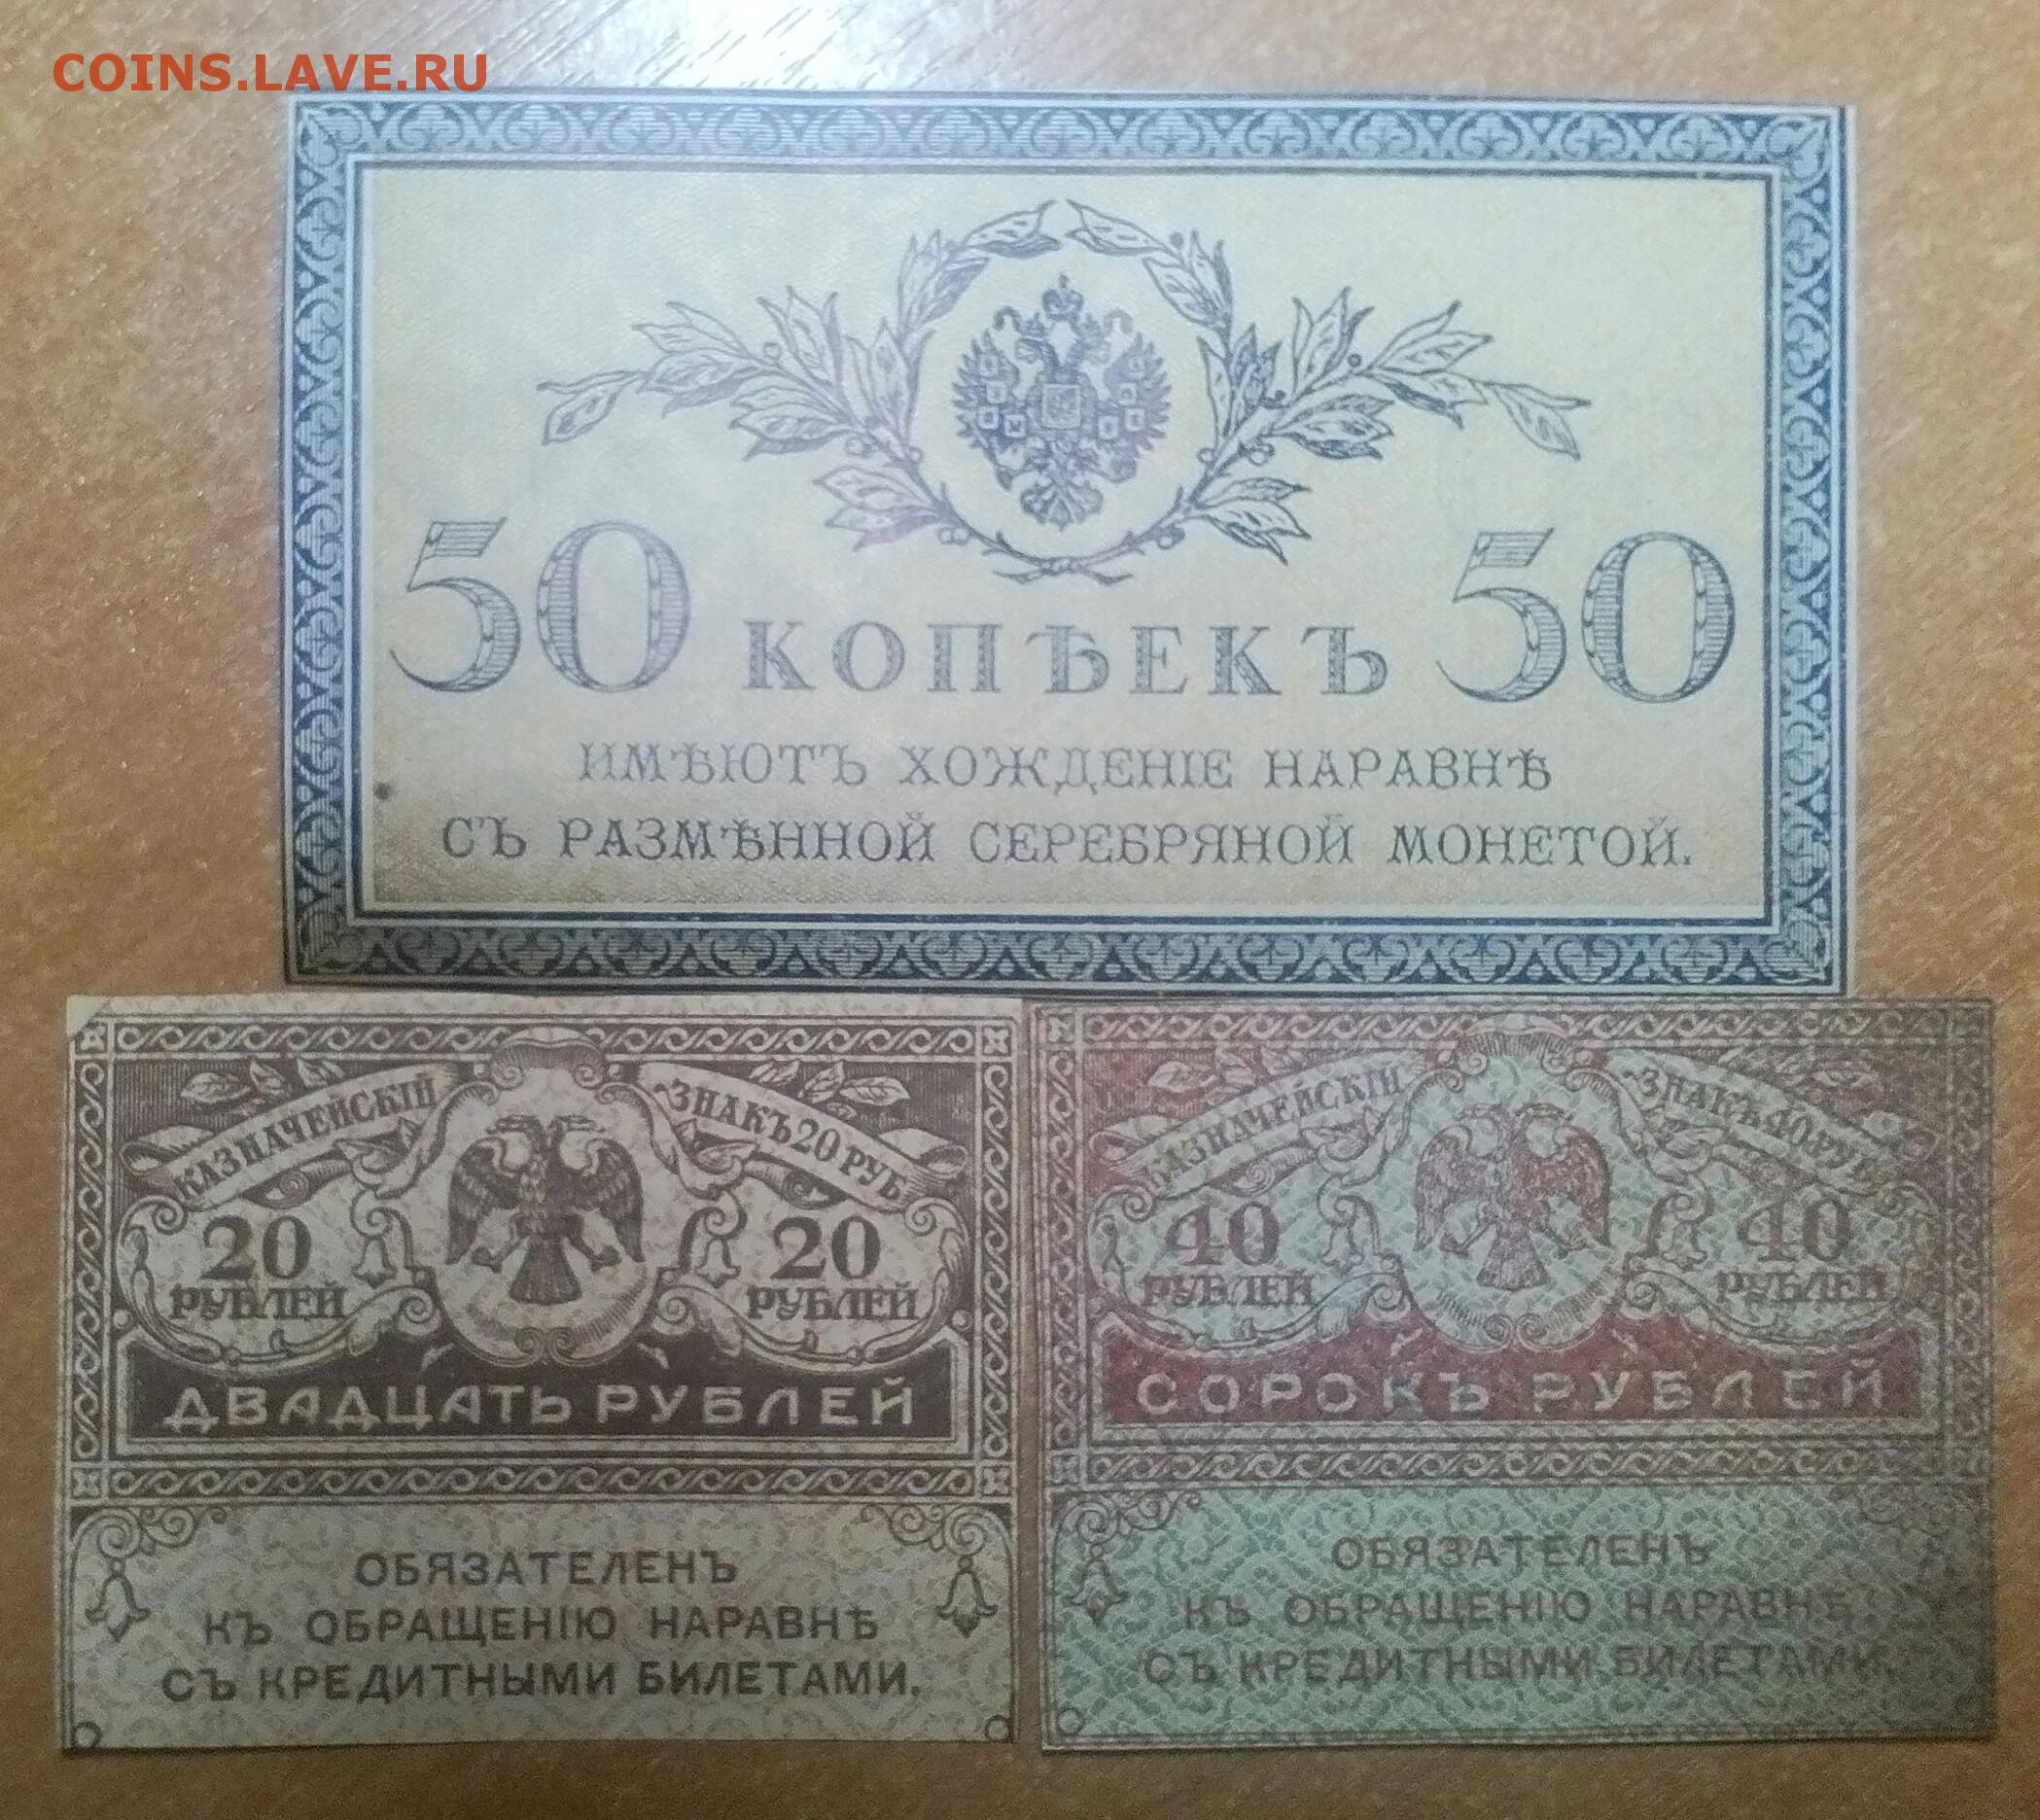 COINS.LAVE.RU
50 КОПѢЕКЪ 50
ИМѢЮТЪ ХОЖДЕНІЕ НАРАВНѢ
СЪ РАЗМѢННОЙ СЕРЕБРЯНОЙ МОНЕТОЙ.
КАЗНАЧЕЙСКІЙ ЗНАКЪ 20 РУБ
20 20
РУБЛЕЙ РУБЛЕЙ
ДВАДЦАТЬ РУБЛЕЙ
ОБЯЗАТЕЛЕНЪ
КЪ ОБРАЩЕНІЮ НАРАВНѢ
СЪ КРЕДИТНЫМИ БИЛЕТАМИ.
КАЗНАЧЕЙСКІЙ ЗНАКЪ 40 РУБ
40 40
РУБЛЕЙ РУБЛЕЙ
СОРОКЪ РУБЛЕЙ
ОБЯЗАТЕЛЕНЪ
КЪ ОБРАЩЕНІЮ НАРАВНѢ
СЪ КРЕДИТНЫМИ БИЛЕТАМИ.